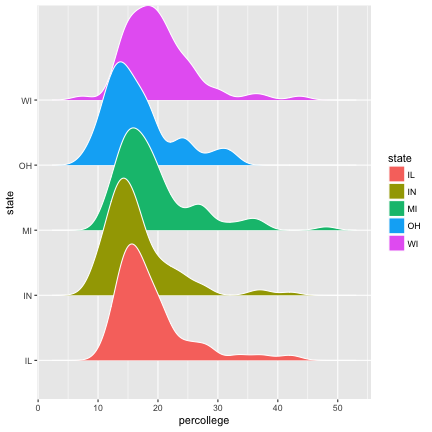 WI
OH
MI
IN
IL
0 10 20 30 40 50
percollege
state
state
IL
IN
MI
OH
WI